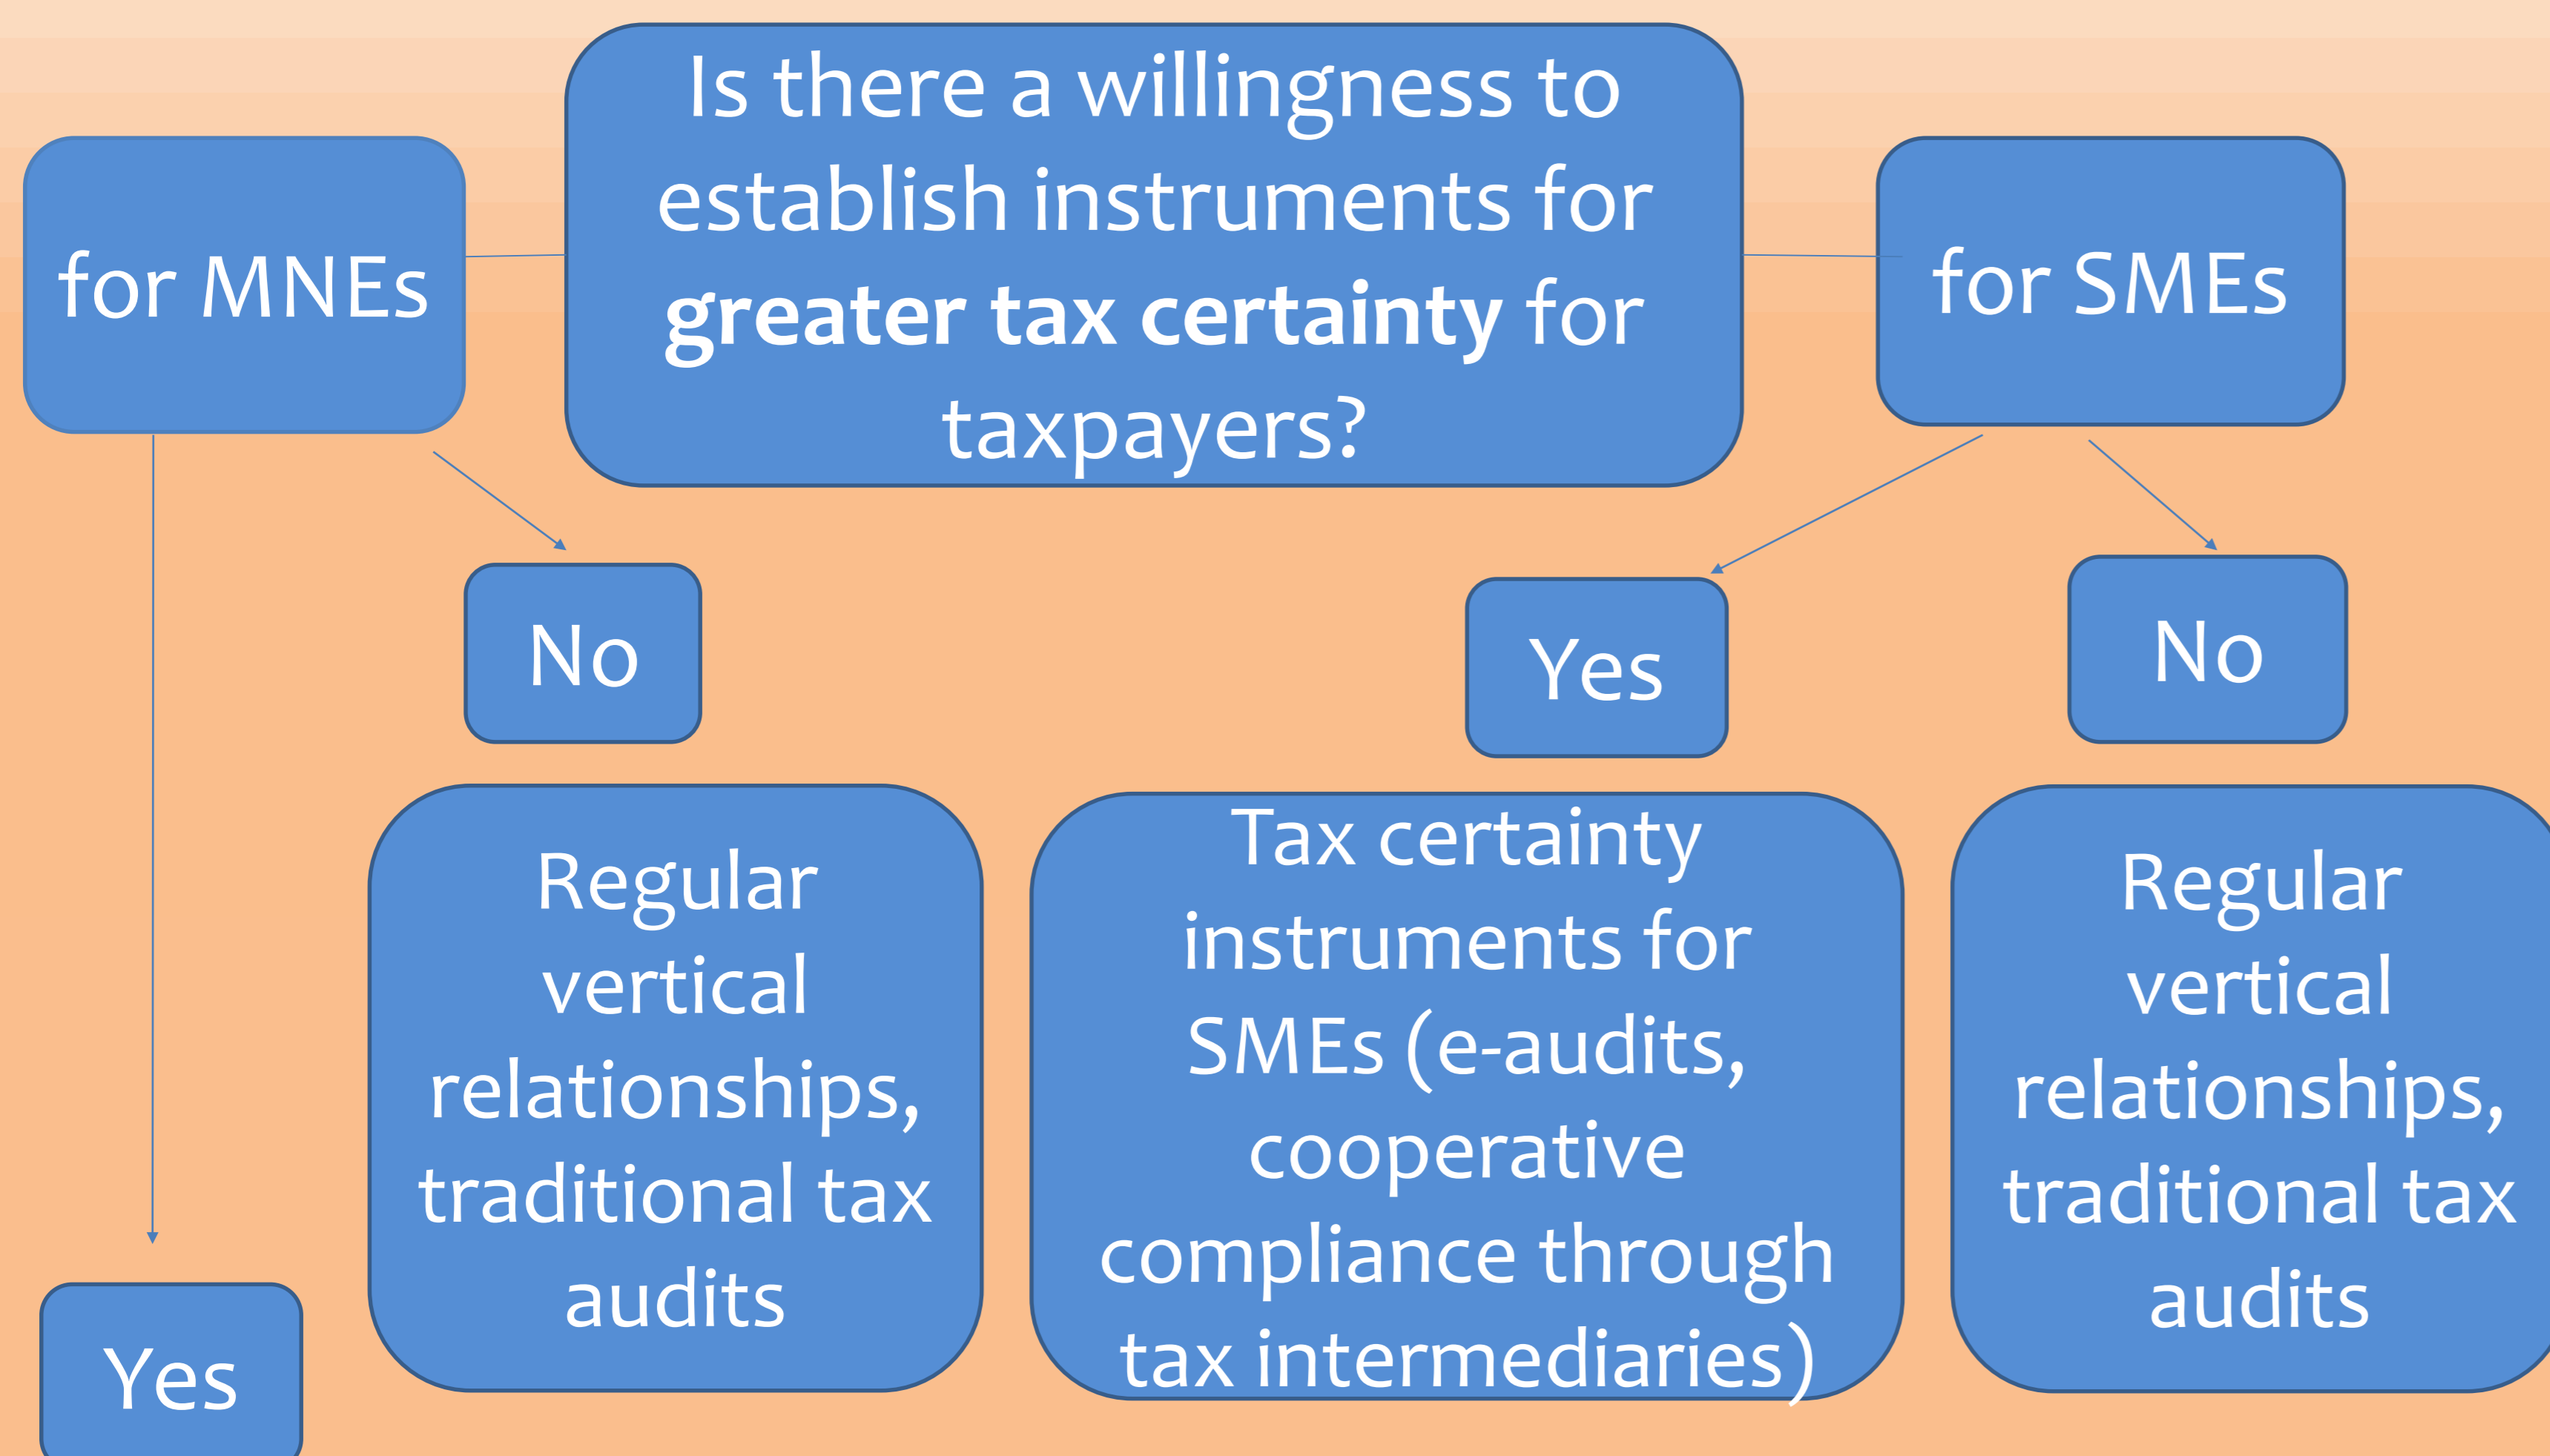 Is there a willingness to
establish instruments for
greater tax certainty for
taxpayers?
for MNEs
for SMEs
No
Yes
No
Regular
vertical
relationships,
traditional tax
audits
Tax certainty
instruments for
SMEs (e-audits,
cooperative
compliance through
tax intermediaries)
Regular
vertical
relationships,
traditional tax
audits
Yes